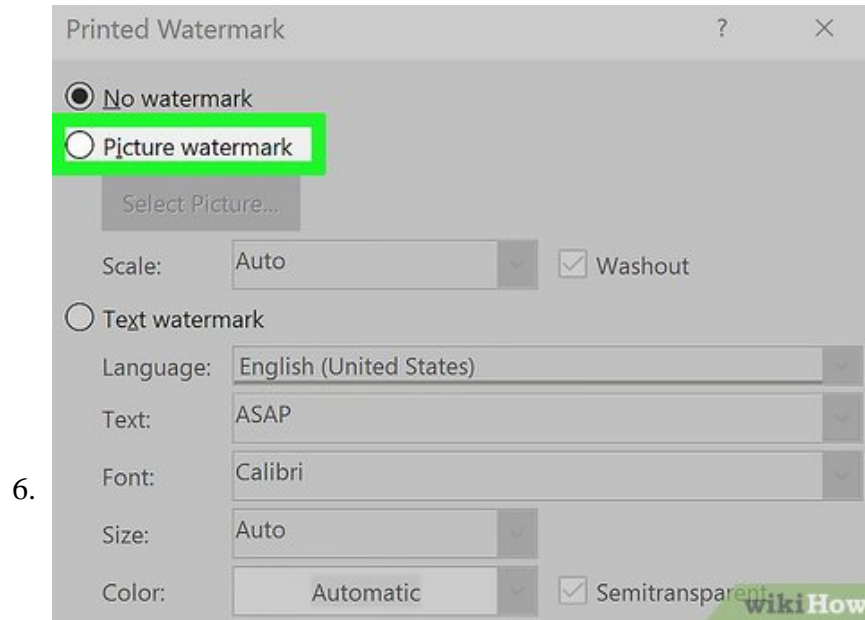 Printed Watermark ? ×
No watermark
Picture watermark
Select Picture...
Scale: Auto Washout
Text watermark
Language: English (United States)
Text: ASAP
Font: Calibri
6.
Size: Auto
Color: Automatic Semitransparent
wikiHow